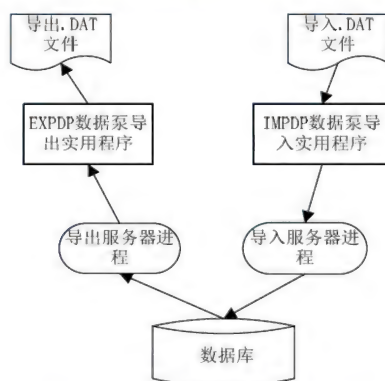 导出.DAT
文件
导入.DAT
文件
EXPDP数据泵导
出实用程序
IMPDP数据泵导
入实用程序
导出服务器进
程
导入服务器进
程
数据库